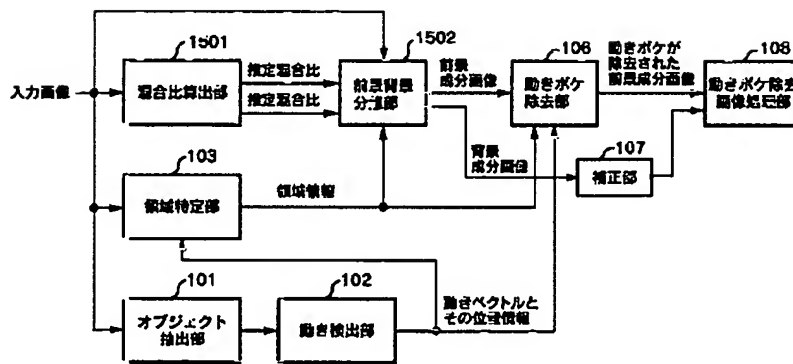 1501
混合比算出部
入力画像
推定混合比
推定混合比
1502
前景背景
分離部
前景
成分画像
背景
成分画像
106
動きボケ
除去部
動きボケが
除去された
前景成分画像
108
動きボケ除去
画像処理部
107
補正部
103
領域特定部
領域情報
101
オブジェクト
抽出部
102
動き検出部
動きベクトルと
その位置情報